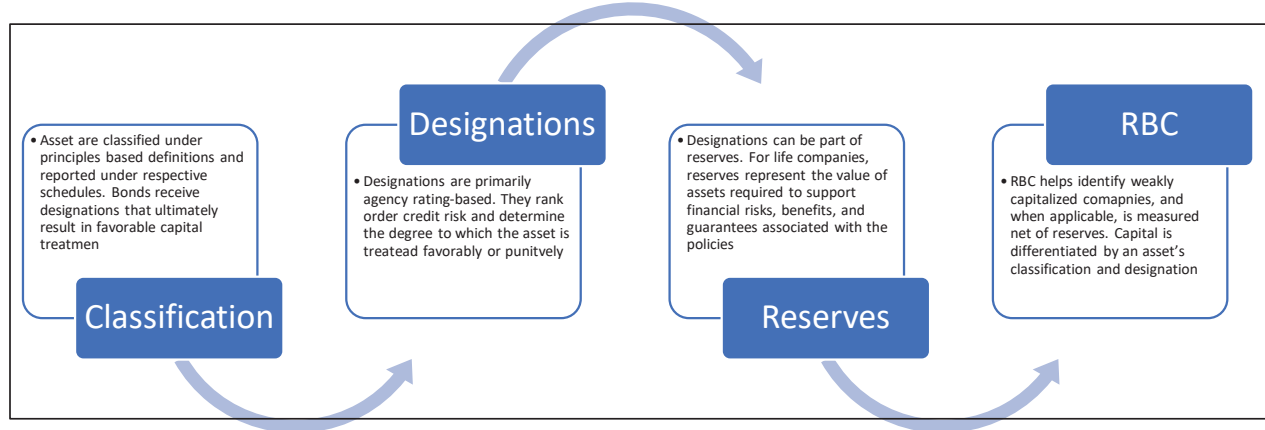 • Asset are classified under
principles based definitions and
reported under respective
schedules. Bonds receive
designations that ultimately
result in favorable capital
treatmen
Classification
Designations
• Designations are primarily
agency rating-based. They rank
order credit risk and determine
the degree to which the asset is
treatead favorably or punitvely
• Designations can be part of
reserves. For life companies,
reserves represent the value of
assets required to support
financial risks, benefits, and
guarantees associated with the
policies
Reserves
RBC
• RBC helps identify weakly
capitalized comapnies, and
when applicable, is measured
net of reserves. Capital is
differentiated by an asset's
classification and designation